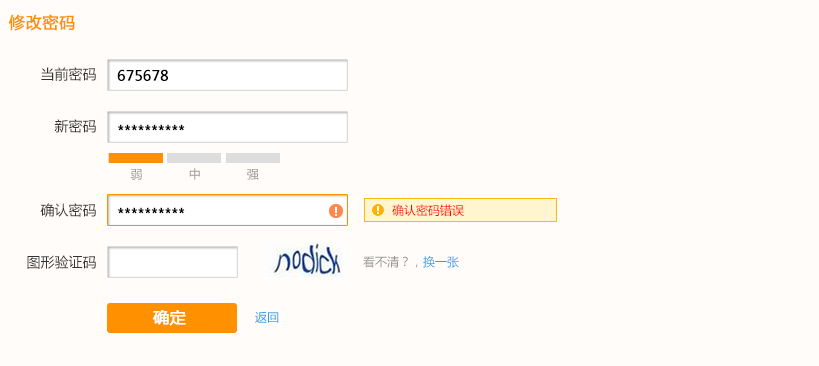 修改密码
当前密码 675678
新密码 **********
弱 中 强
确认密码 ********** 确认密码错误
图形验证码 nodick 看不清？，换一张
确定 返回